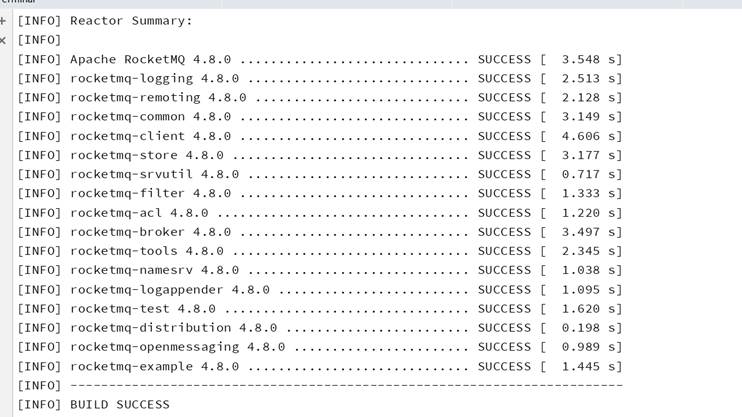 [INFO] Reactor Summary:
[INFO]
[INFO] Apache RocketMQ 4.8.0 .............................. SUCCESS [  3.548 s]
[INFO] rocketmq-logging 4.8.0 ............................. SUCCESS [  2.513 s]
[INFO] rocketmq-remoting 4.8.0 ............................ SUCCESS [  2.128 s]
[INFO] rocketmq-common 4.8.0 .............................. SUCCESS [  3.149 s]
[INFO] rocketmq-client 4.8.0 .............................. SUCCESS [  4.606 s]
[INFO] rocketmq-store 4.8.0 ............................... SUCCESS [  3.177 s]
[INFO] rocketmq-srvutil 4.8.0 ............................. SUCCESS [  0.717 s]
[INFO] rocketmq-filter 4.8.0 .............................. SUCCESS [  1.333 s]
[INFO] rocketmq-acl 4.8.0 ................................. SUCCESS [  1.220 s]
[INFO] rocketmq-broker 4.8.0 .............................. SUCCESS [  3.497 s]
[INFO] rocketmq-tools 4.8.0 ............................... SUCCESS [  2.345 s]
[INFO] rocketmq-namesrv 4.8.0 ............................. SUCCESS [  1.038 s]
[INFO] rocketmq-logappender 4.8.0 ......................... SUCCESS [  1.095 s]
[INFO] rocketmq-test 4.8.0 ................................ SUCCESS [  1.620 s]
[INFO] rocketmq-distribution 4.8.0 ........................ SUCCESS [  0.198 s]
[INFO] rocketmq-openmessaging 4.8.0 ....................... SUCCESS [  0.989 s]
[INFO] rocketmq-example 4.8.0 ............................. SUCCESS [  1.445 s]
[INFO] ------------------------------------------------------------------------
[INFO] BUILD SUCCESS